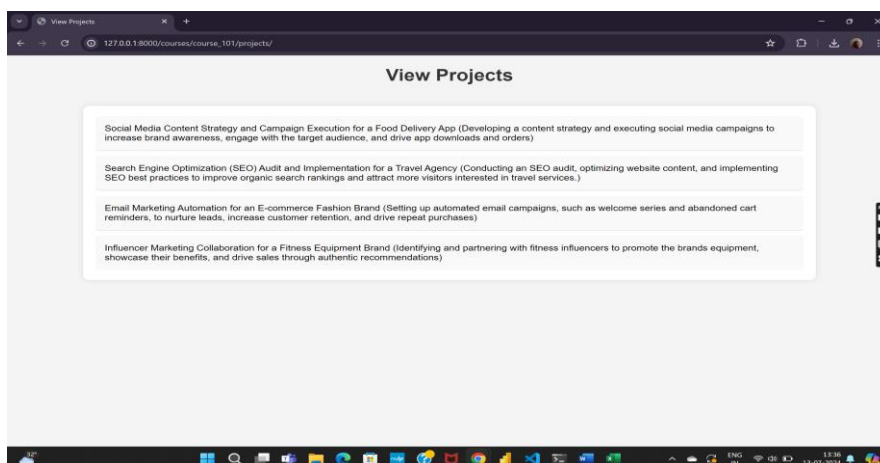 View Projects
127.0.0.1:8000/courses/course_101/projects/
View Projects
Social Media Content Strategy and Campaign Execution for a Food Delivery App (Developing a content strategy and executing social media campaigns to
increase brand awareness, engage with the target audience, and drive app downloads and orders)
Search Engine Optimization (SEO) Audit and Implementation for a Travel Agency (Conducting an SEO audit, optimizing website content, and implementing
SEO best practices to improve organic search rankings and attract more visitors interested in travel services.)
Email Marketing Automation for an E-commerce Fashion Brand (Setting up automated email campaigns, such as welcome series and abandoned cart
reminders, to nurture leads, increase customer retention, and drive repeat purchases)
Influencer Marketing Collaboration for a Fitness Equipment Brand (Identifying and partnering with fitness influencers to promote the brands equipment,
showcase their benefits, and drive sales through authentic recommendations)
32°
ENG
IN
13:36
13-07-2024